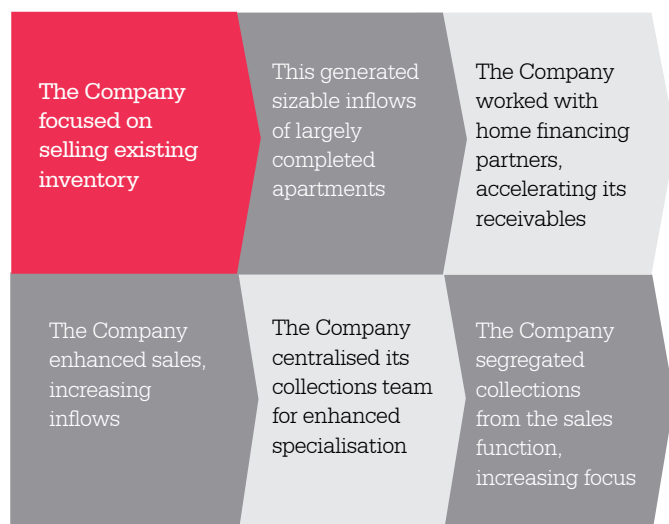 The Company
focused on
selling existing
inventory
This generated
sizable inflows
of largely
completed
apartments
The Company
worked with
home financing
partners,
accelerating its
receivables
The Company
enhanced sales,
increasing
inflows
The Company
centralised its
collections team
for enhanced
specialisation
The Company
segregated
collections
from the sales
function,
increasing focus